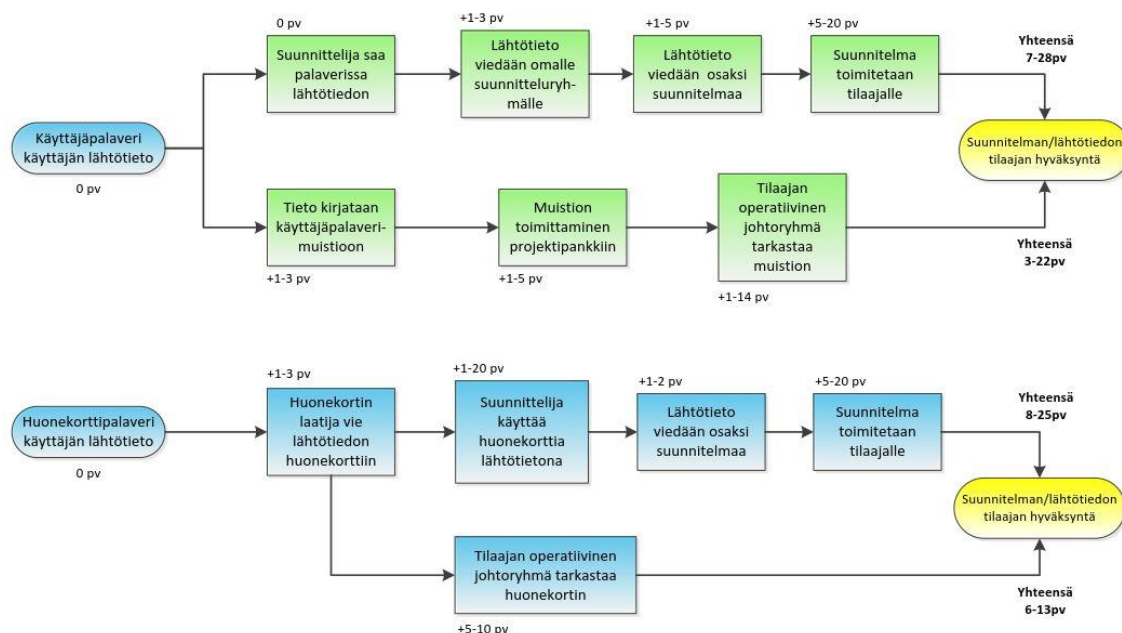 0 pv
+1-3 pv
+1-5 pv
+5-20 pv
Suunnittelija saa
palaverissa
lähtötiedon
Lähtötieto
viedään omalle
suunnitteluryh-
mälle
Lähtötieto
viedään osaksi
suunnitelmaa
Suunnitelma
toimitetaan
tilaajalle
Yhteensä
7-28pv
Käyttäjäpalaveri
käyttäjän lähtötieto
0 pv
Suunnitelman/lähtötiedon
tilaajan hyväksyntä
Tieto kirjataan
käyttäjäpalaveri-
muistioon
+1-3 pv
Muistion
toimittaminen
projektipankkiin
+1-5 pv
Tilaajan
operatiivinen
johtoryhmä
tarkastaa
muistion
+1-14 pv
Yhteensä
3-22pv
+1-3 pv
+1-20 pv
+1-2 pv
+5-20 pv
Huonekorttipalaveri
käyttäjän lähtötieto
0 pv
Huonekortin
laatija vie
lähtötiedon
huonekorttiin
Suunnittelija
käyttää
huonekorttia
lähtötietona
Lähtötieto
viedään osaksi
suunnitelmaa
Suunnitelma
toimitetaan
tilaajalle
Yhteensä
8-25pv
Suunnitelman/lähtötiedon
tilaajan hyväksyntä
Tilaajan operatiivinen
johtoryhmä tarkastaa
huonekortin
+5-10 pv
Yhteensä
6-13pv